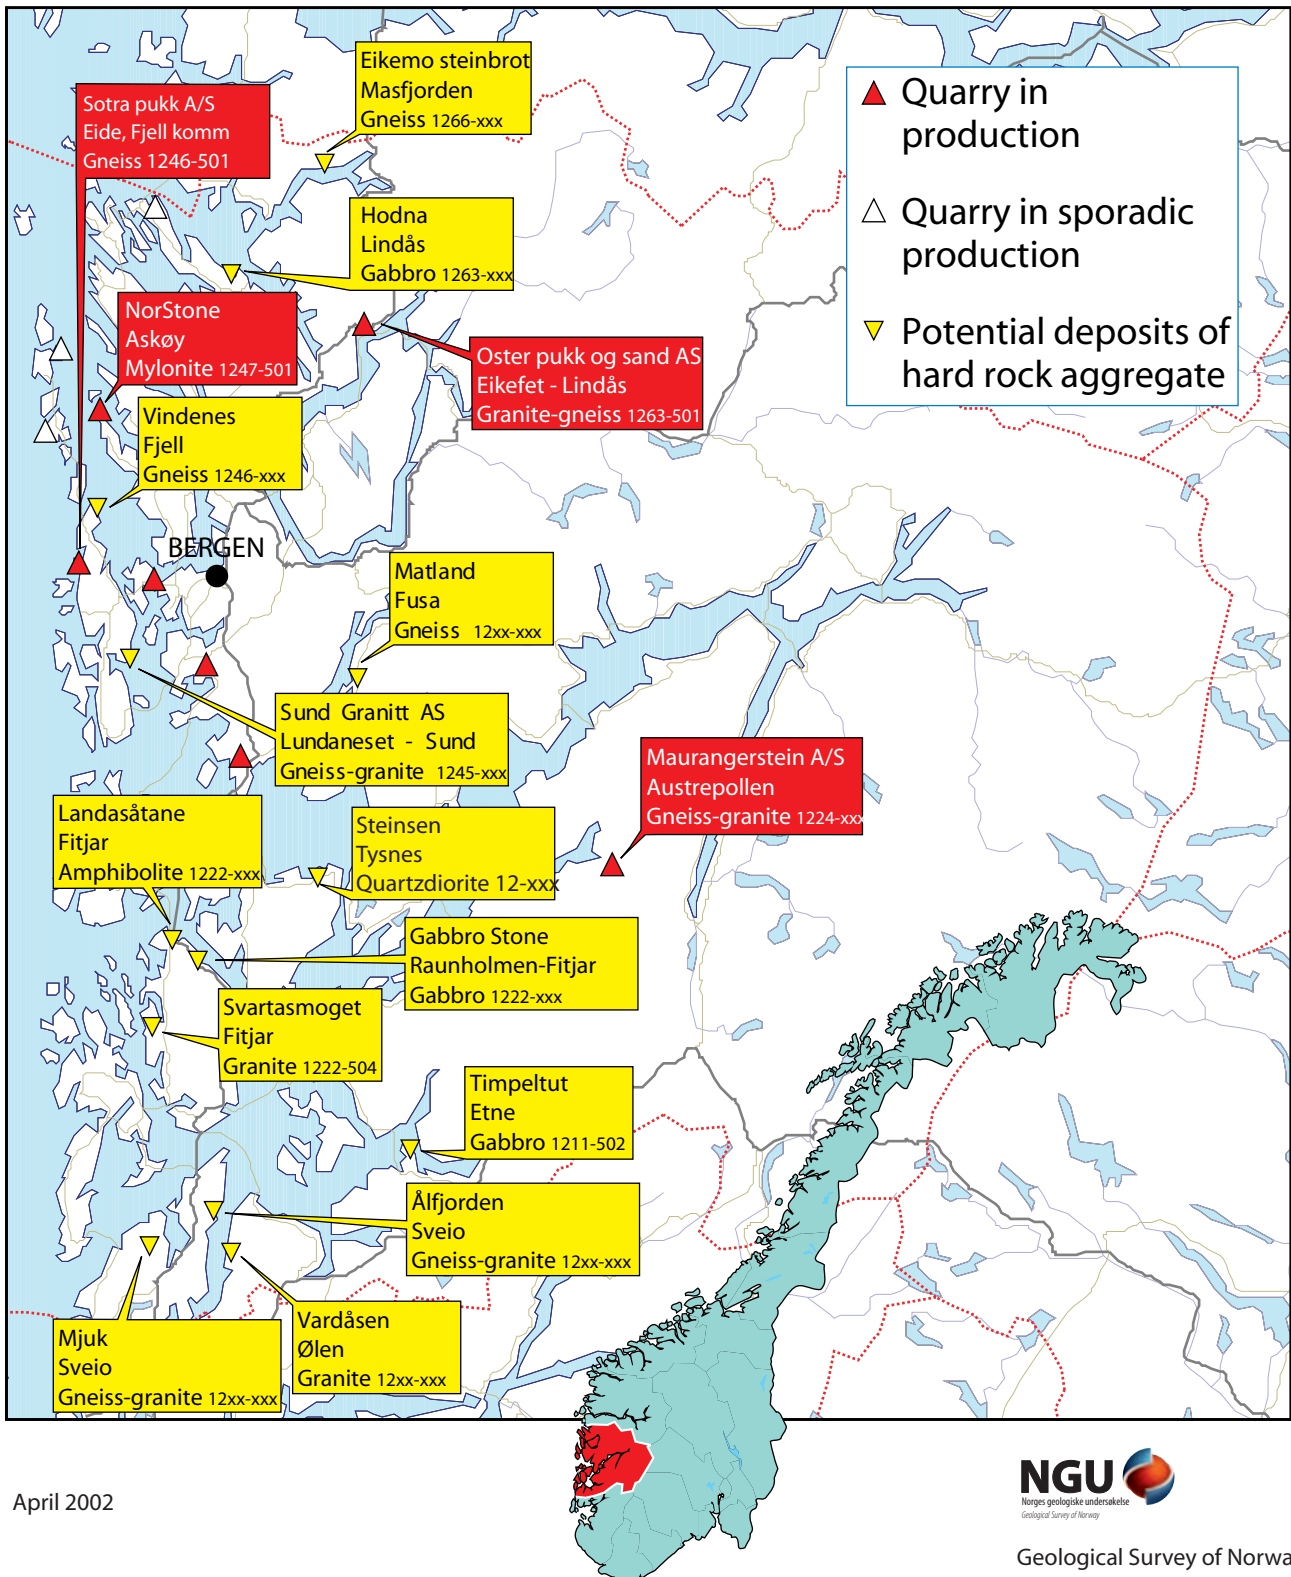 Eikemo steinbrot
Masfjorden
Gneiss 1266-xxx
Sotra pukk A/S
Eide, Fjell komm
Gneiss 1246-501
Quarry in
production
Quarry in sporadic
production
Potential deposits of
hard rock aggregate
Hodna
Lindås
Gabbro 1263-xxx
NorStone
Askøy
Mylonite 1247-501
Oster pukk og sand AS
Eikefet - Lindås
Granite-gneiss 1263-501
Vindenes
Fjell
Gneiss 1246-xxx
BERGEN
Matland
Fusa
Gneiss 12xx-xxx
Sund Granitt AS
Lundaneset - Sund
Gneiss-granite 1245-xxx
Maurangerstein A/S
Austrepollen
Gneiss-granite 1224-xxx
Landasåtane
Fitjar
Amphibolite 1222-xxx
Steinsen
Tysnes
Quartzdiorite 12-xxx
Gabbro Stone
Raunholmen-Fitjar
Gabbro 1222-xxx
Svartasmoget
Fitjar
Granite 1222-504
Timpeltut
Etne
Gabbro 1211-502
Ålfjorden
Sveio
Gneiss-granite 12xx-xxx
Vardåsen
Ølen
Granite 12xx-xxx
Mjuk
Sveio
Gneiss-granite 12xx-xxx
April 2002
NGU
Norges geologiske undersøkelse
Geological Survey of Norway
Geological Survey of Norwa